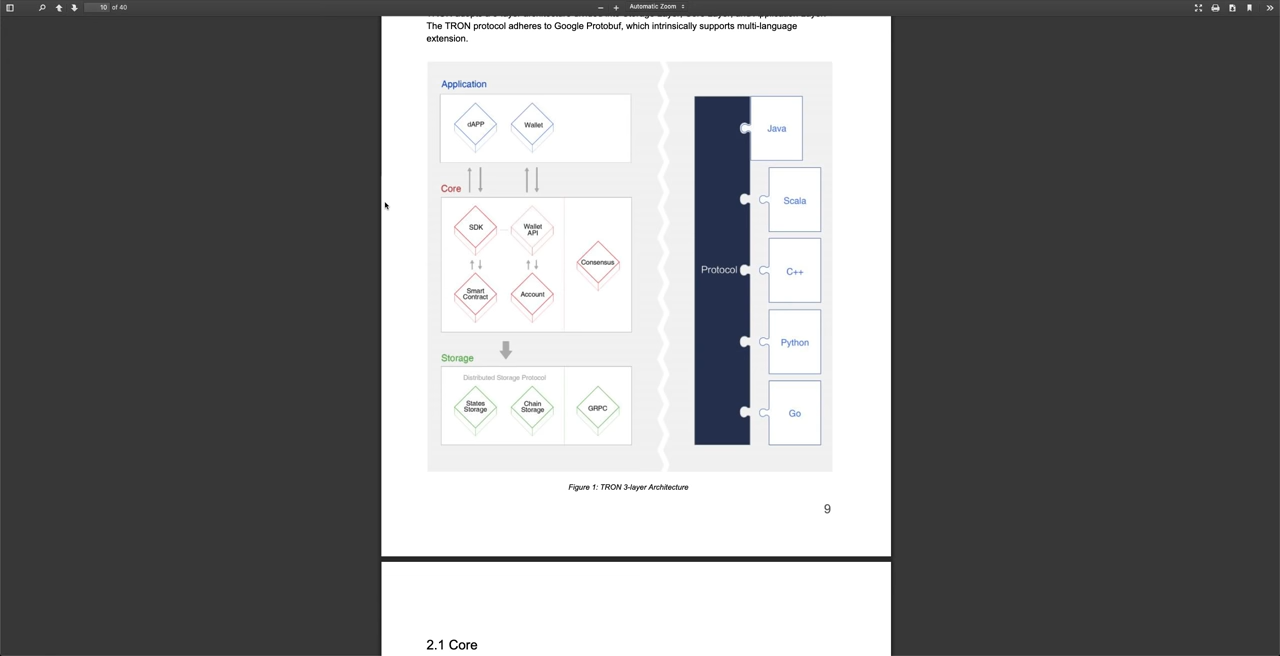 10 of 40
Automatic Zoom
The TRON protocol adheres to Google Protobuf, which intrinsically supports multi-language
extension.
Application
dAPP
Wallet
Core
SDK
Wallet
API
Consensus
Smart
Contract
Account
Storage
Distributed Storage Protocol
States
Storage
Chain
Storage
GRPC
Protocol
Java
Scala
C++
Python
Go
Figure 1: TRON 3-layer Architecture
9
2.1 Core